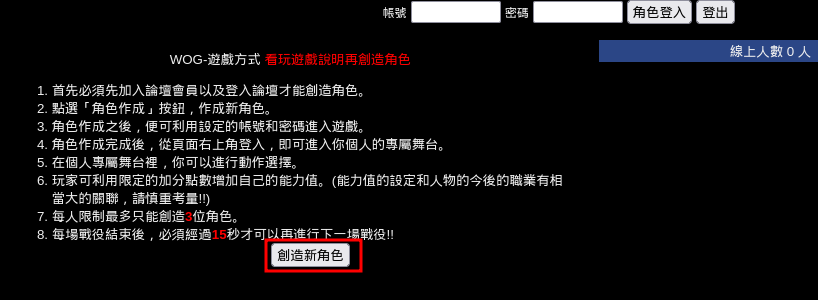 帳號 密碼 角色登入 登出
線上人數 0 人
WOG-遊戲方式 看玩遊戲說明再創造角色
1. 首先必須先加入論壇會員以及登入論壇才能創造角色。
2. 點選「角色作成」按鈕，作成新角色。
3. 角色作成之後，便可利用設定的帳號和密碼進入遊戲。
4. 角色作成完成後，從頁面右上角登入，即可進入你個人的專屬舞台。
5. 在個人專屬舞台裡，你可以進行動作選擇。
6. 玩家可利用限定的加分點數增加自己的能力值。(能力值的設定和人物的今後的職業有相
當大的關聯，請慎重考量!!)
7. 每人限制最多只能創造3位角色。
8. 每場戰役結束後，必須經過15秒才可以再進行下一場戰役!!
創造新角色